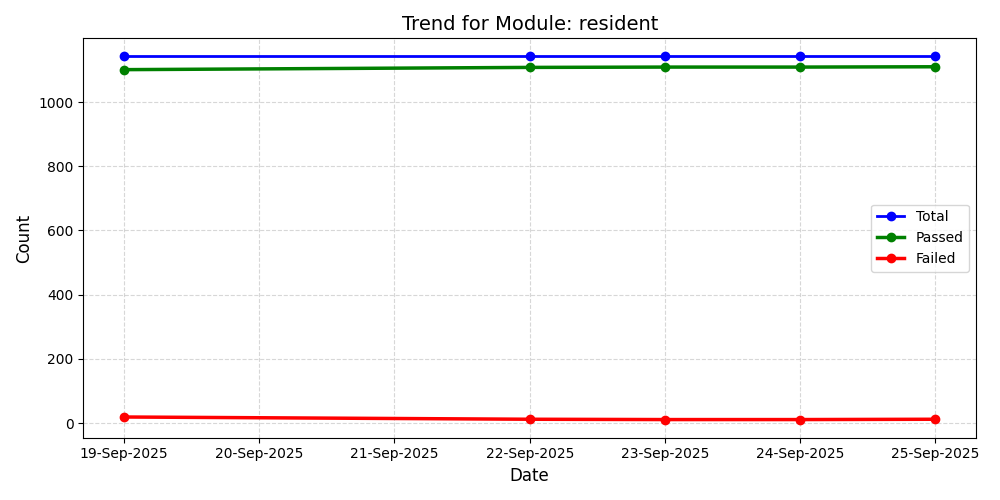 Trend for Module: resident
Count
1000
800
600
400
200
0
Total
Passed
Failed
19-Sep-2025 20-Sep-2025 21-Sep-2025 22-Sep-2025 23-Sep-2025 24-Sep-2025 25-Sep-2025
Date